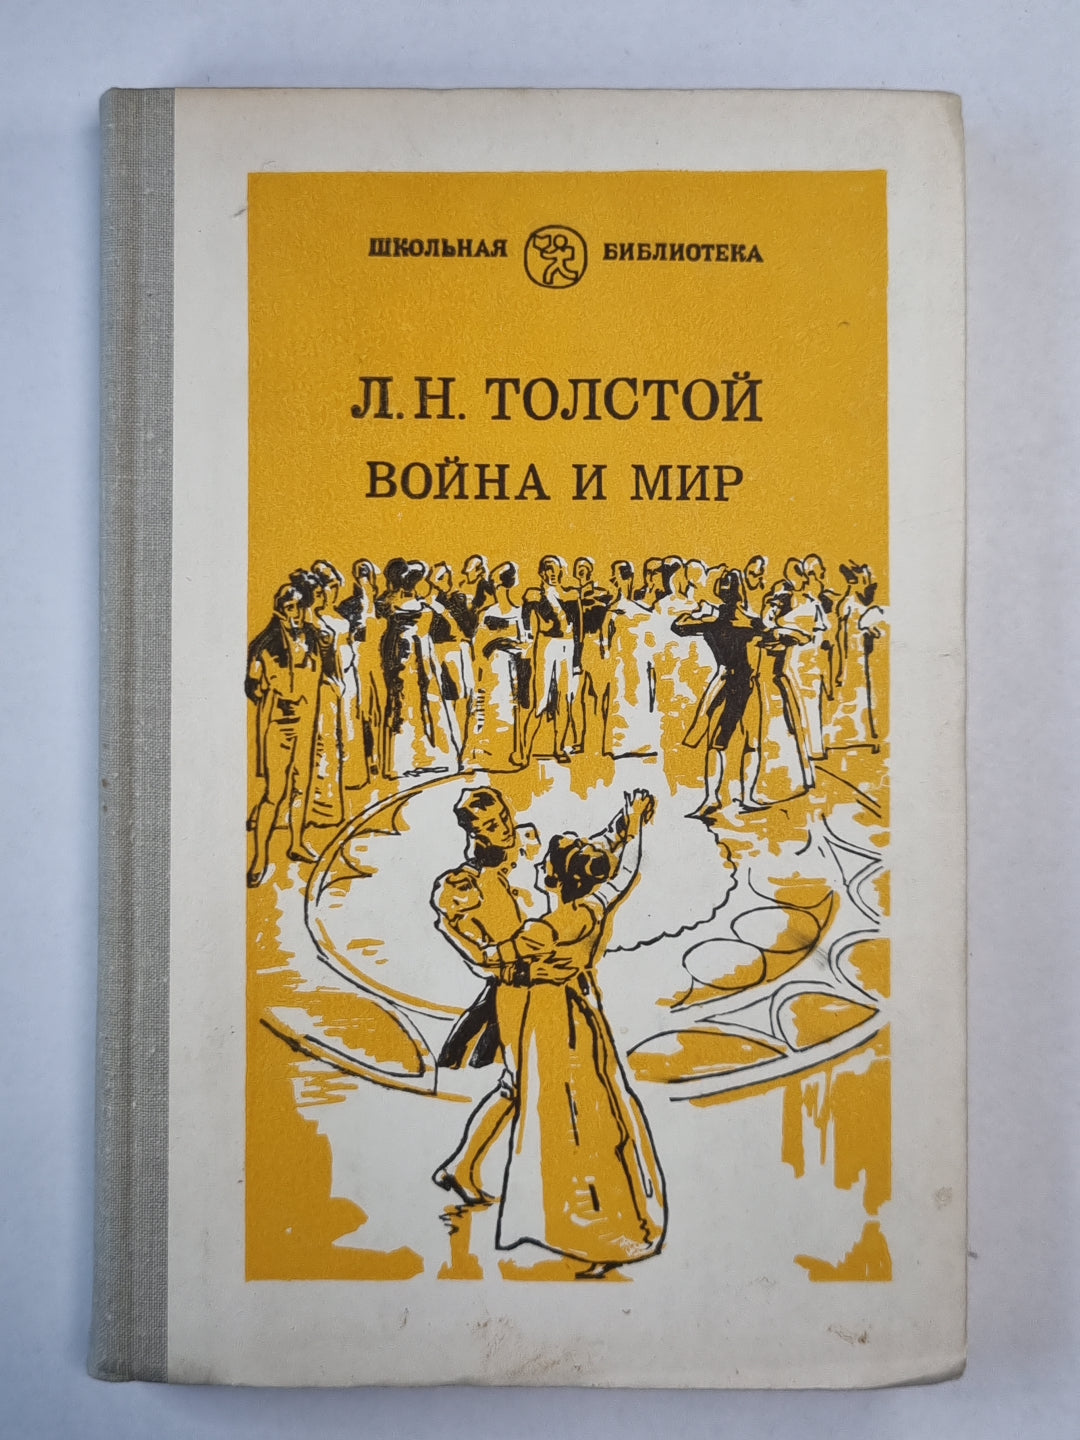 ШКОЛЬНАЯ БИБЛИОТЕКА
Л. Н. ТОЛСТОЙ
ВОЙНА И МИР